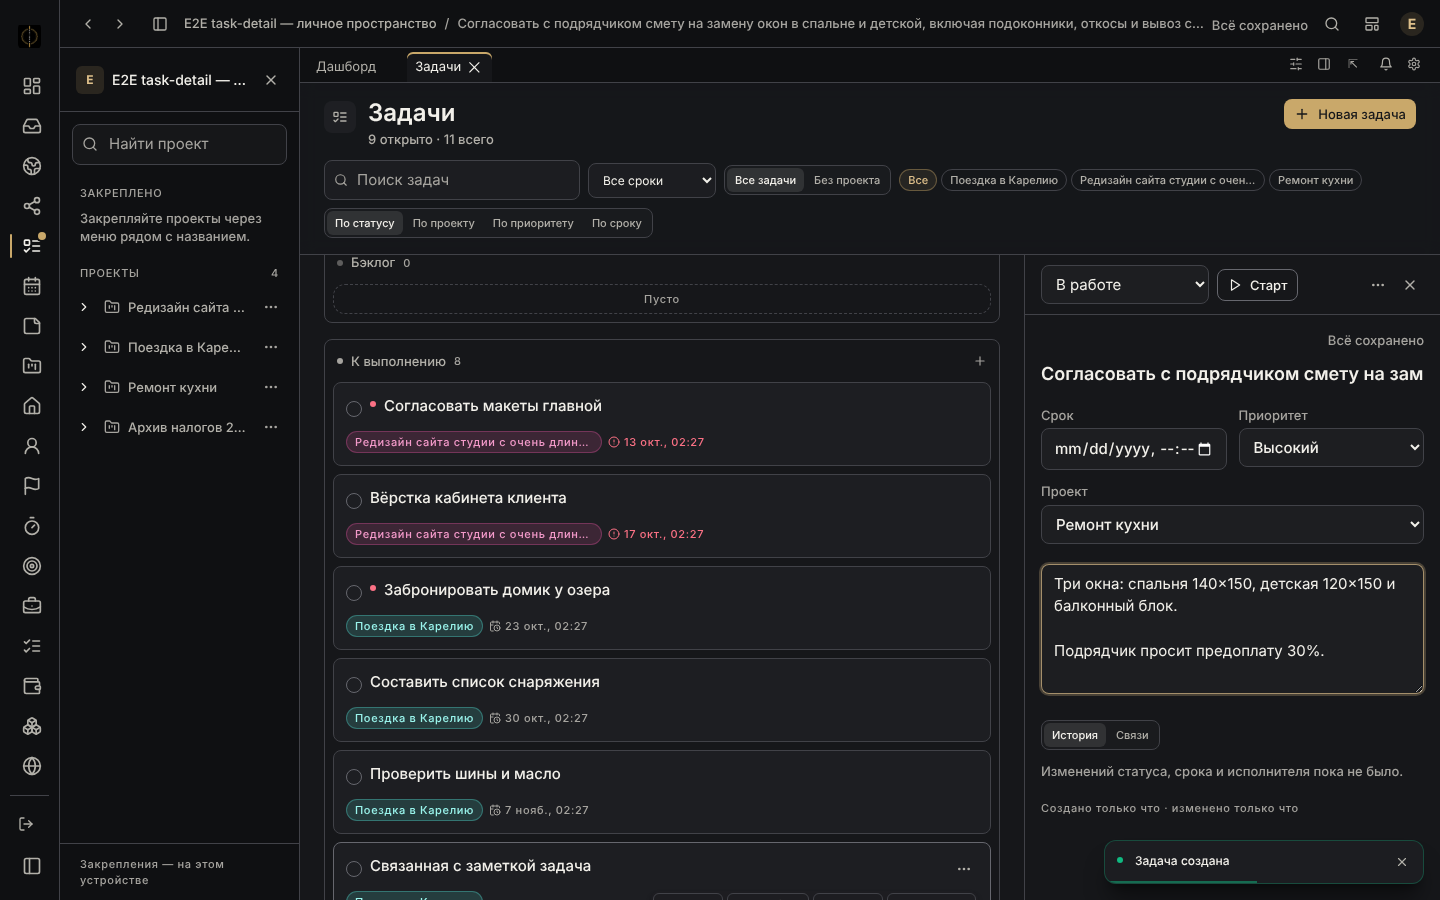 E2E task-detail — личное пространство / Согласовать с подрядчиком смету на замену окон в спальне и детской, включая подоконники, откосы и вывоз с...
Всё сохранено
E
E
E2E task-detail — ...
Найти проект
ЗАКРЕПЛЕНО
Закрепляйте проекты через
меню рядом с названием.
ПРОЕКТЫ 4
Редизайн сайта ...
Поездка в Каре...
Ремонт кухни
Архив налогов 2...
Закрепления — на этом
устройстве
Дашборд
Задачи
Задачи
9 открыто · 11 всего
Новая задача
Поиск задач
Все сроки
Все задачи
Без проекта
Все
Поездка в Карелию
Редизайн сайта студии с очен...
Ремонт кухни
По статусу
По проекту
По приоритету
По сроку
Бэклог 0
Пусто
К выполнению 8
Согласовать макеты главной
Редизайн сайта студии с очень длин... 13 окт., 02:27
Вёрстка кабинета клиента
Редизайн сайта студии с очень длин... 17 окт., 02:27
Забронировать домик у озера
Поездка в Карелию 23 окт., 02:27
Составить список снаряжения
Поездка в Карелию 30 окт., 02:27
Проверить шины и масло
Поездка в Карелию 7 нояб., 02:27
Связанная с заметкой задача
В работе
Старт
Всё сохранено
Согласовать с подрядчиком смету на зам
Срок
Приоритет
mm/dd/yyyy, --:--
Высокий
Проект
Ремонт кухни
Три окна: спальня 140×150, детская 120×150 и
балконный блок.
Подрядчик просит предоплату 30%.
История
Связи
Изменений статуса, срока и исполнителя пока не было.
Создано только что · изменено только что
Задача создана